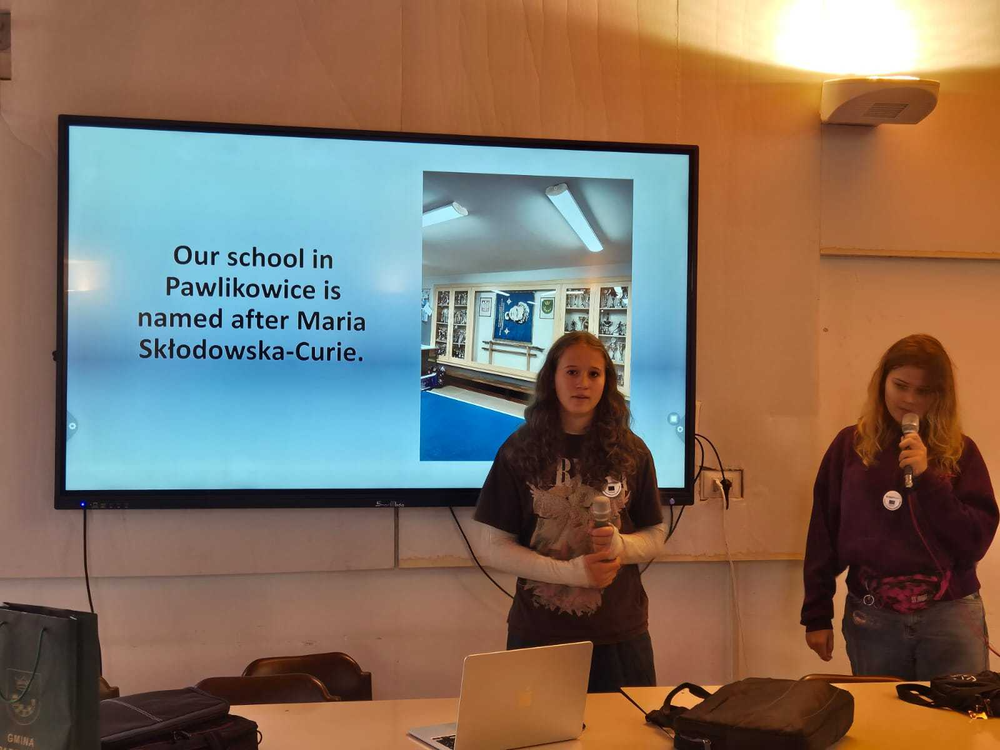 Our school in
Pawlikowice is
named after Maria
Skłodowska-Curie.
GMINA